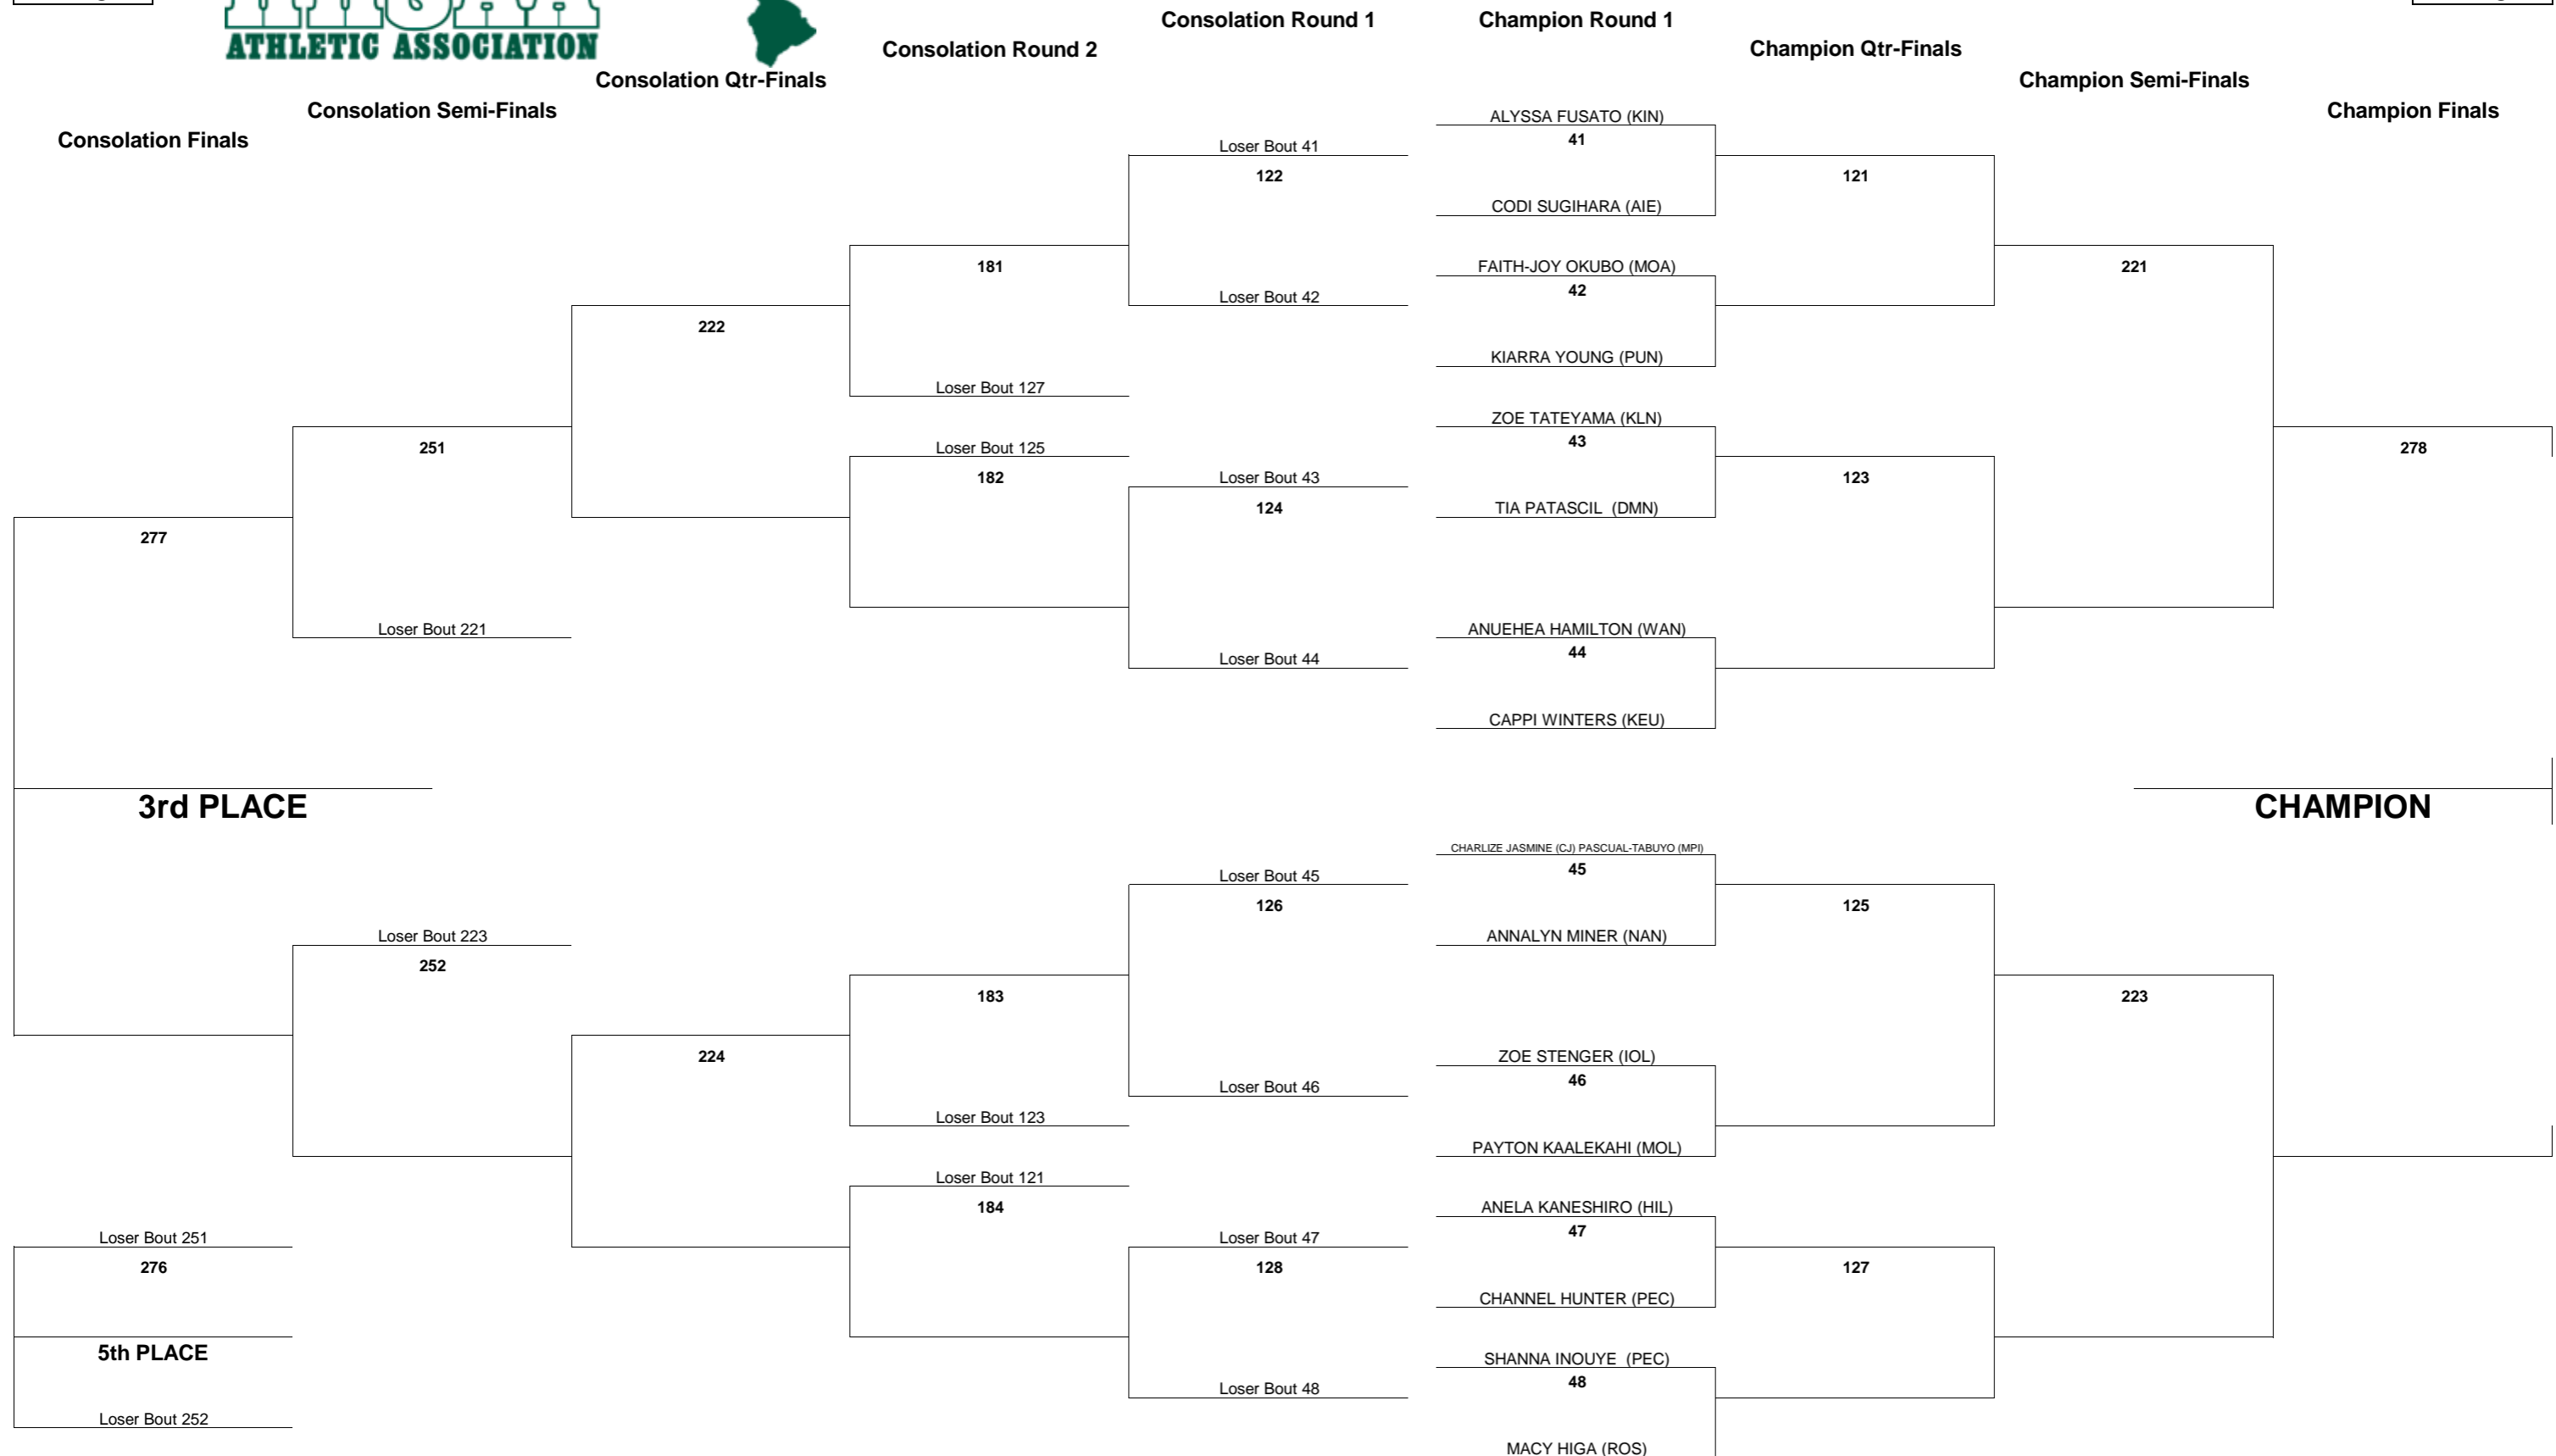 ATHLETIC ASSOCIATION
Consolation Round 1
Champion Round 1
Consolation Round 2
Champion Qtr-Finals
Consolation Qtr-Finals
Champion Semi-Finals
Consolation Semi-Finals
Champion Finals
Consolation Finals
ALYSSA FUSATO (KIN)
41
Loser Bout 41
122
121
CODI SUGIHARA (AIE)
181
FAITH-JOY OKUBO (MOA)
221
42
Loser Bout 42
222
KIARRA YOUNG (PUN)
Loser Bout 127
ZOE TATEYAMA (KLN)
43
251
Loser Bout 125
278
182
Loser Bout 43
123
124
TIA PATASCIL (DMN)
277
Loser Bout 221
ANUEHEA HAMILTON (WAN)
44
Loser Bout 44
CAPPI WINTERS (KEU)
3rd PLACE
CHAMPION
CHARLIZE JASMINE (CJ) PASCUAL-TABUYO (MPI)
45
Loser Bout 45
126
125
Loser Bout 223
ANNALYN MINER (NAN)
252
183
223
224
ZOE STENGER (IOL)
46
Loser Bout 46
Loser Bout 123
PAYTON KAALEKAHI (MOL)
Loser Bout 121
184
ANELA KANESHIRO (HIL)
47
Loser Bout 251
Loser Bout 47
276
128
127
CHANNEL HUNTER (PEC)
5th PLACE
SHANNA INOUYE (PEC)
48
Loser Bout 48
Loser Bout 252
MACY HIGA (ROS)